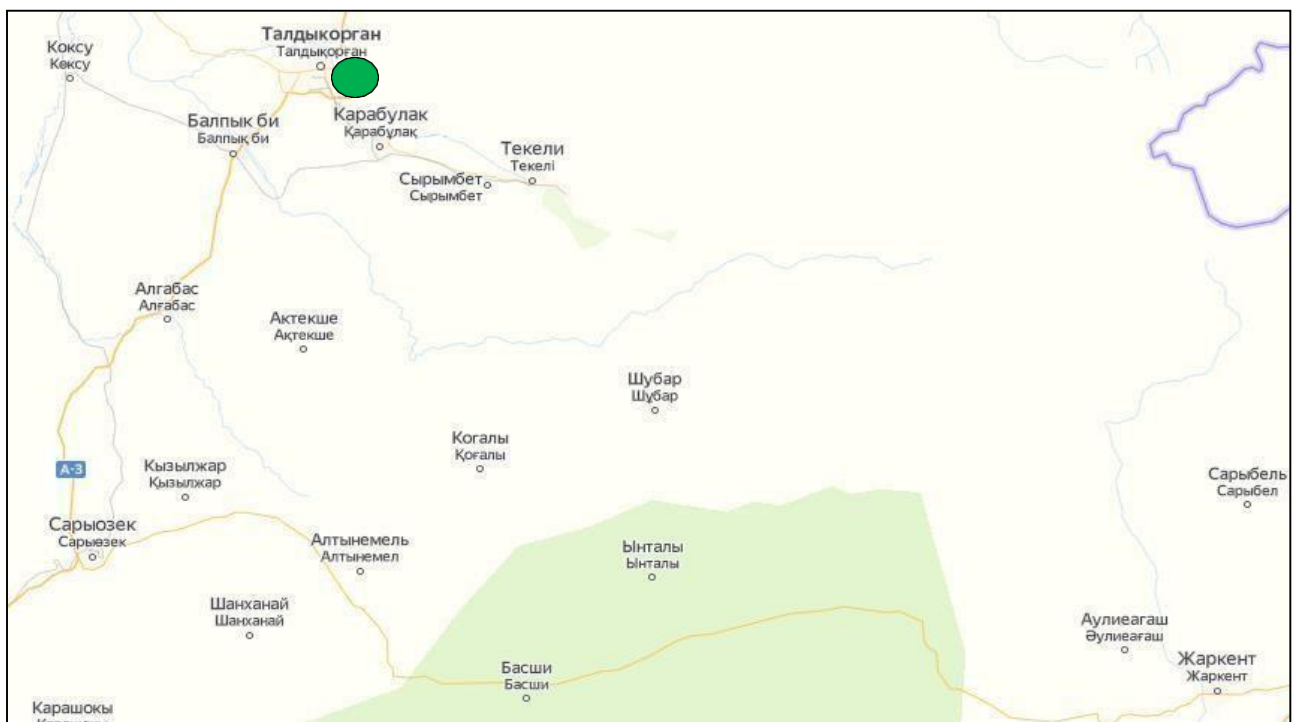 Талдыкорган
Талдықорған
Коксу
Көксу
Балпык би
Балпық би
Карабулак
Қарабұлақ
Текели
Текелі
Сырымбет
Сырымбет
Алгабас
Алғабас
Актекше
Ақтекше
Шубар
Шұбар
Когалы
Қоғалы
А-3
Кызылжар
Қызылжар
Сарыбель
Сарыбел
Сарыозек
Сарыөзек
Алтынемель
Алтынемел
Ынталы
Ынталы
Шанханай
Шанханай
Аулиеагаш
Әулиеағаш
Басши
Басши
Жаркент
Жаркент
Карашокы